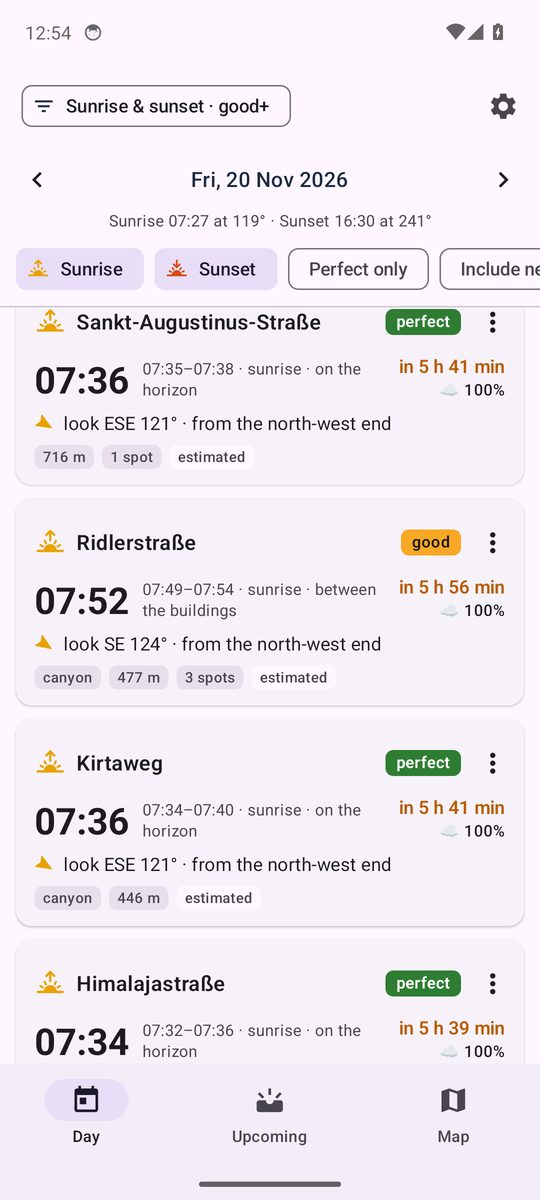 12:54
Sunrise & sunset · good+
Fri, 20 Nov 2026
Sunrise 07:27 at 119° · Sunset 16:30 at 241°
Sunrise
Sunset
Perfect only
Include ne
Sankt-Augustinus-Straße
perfect
07:36
07:35–07:38 · sunrise · on the
horizon
in 5 h 41 min
100%
look ESE 121° · from the north-west end
716 m
1 spot
estimated
Ridlerstraße
good
07:52
07:49–07:54 · sunrise · between
the buildings
in 5 h 56 min
100%
look SE 124° · from the north-west end
canyon
477 m
3 spots
estimated
Kirtaweg
perfect
07:36
07:34–07:40 · sunrise · on the
horizon
in 5 h 41 min
100%
look ESE 121° · from the north-west end
canyon
446 m
estimated
Himalajastraße
perfect
07:34
07:32–07:36 · sunrise · on the
horizon
in 5 h 39 min
100%
Day
Upcoming
Map